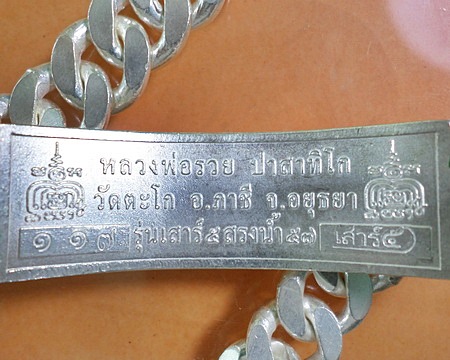 หลวงพ่อรวย ปาสาทิโก
วัดตะโก อ.ภาชี จ.อยุธยา
๑๑๗ รุ่นเสาร์๕สรงน้ำ๕๗ เสาร์๕